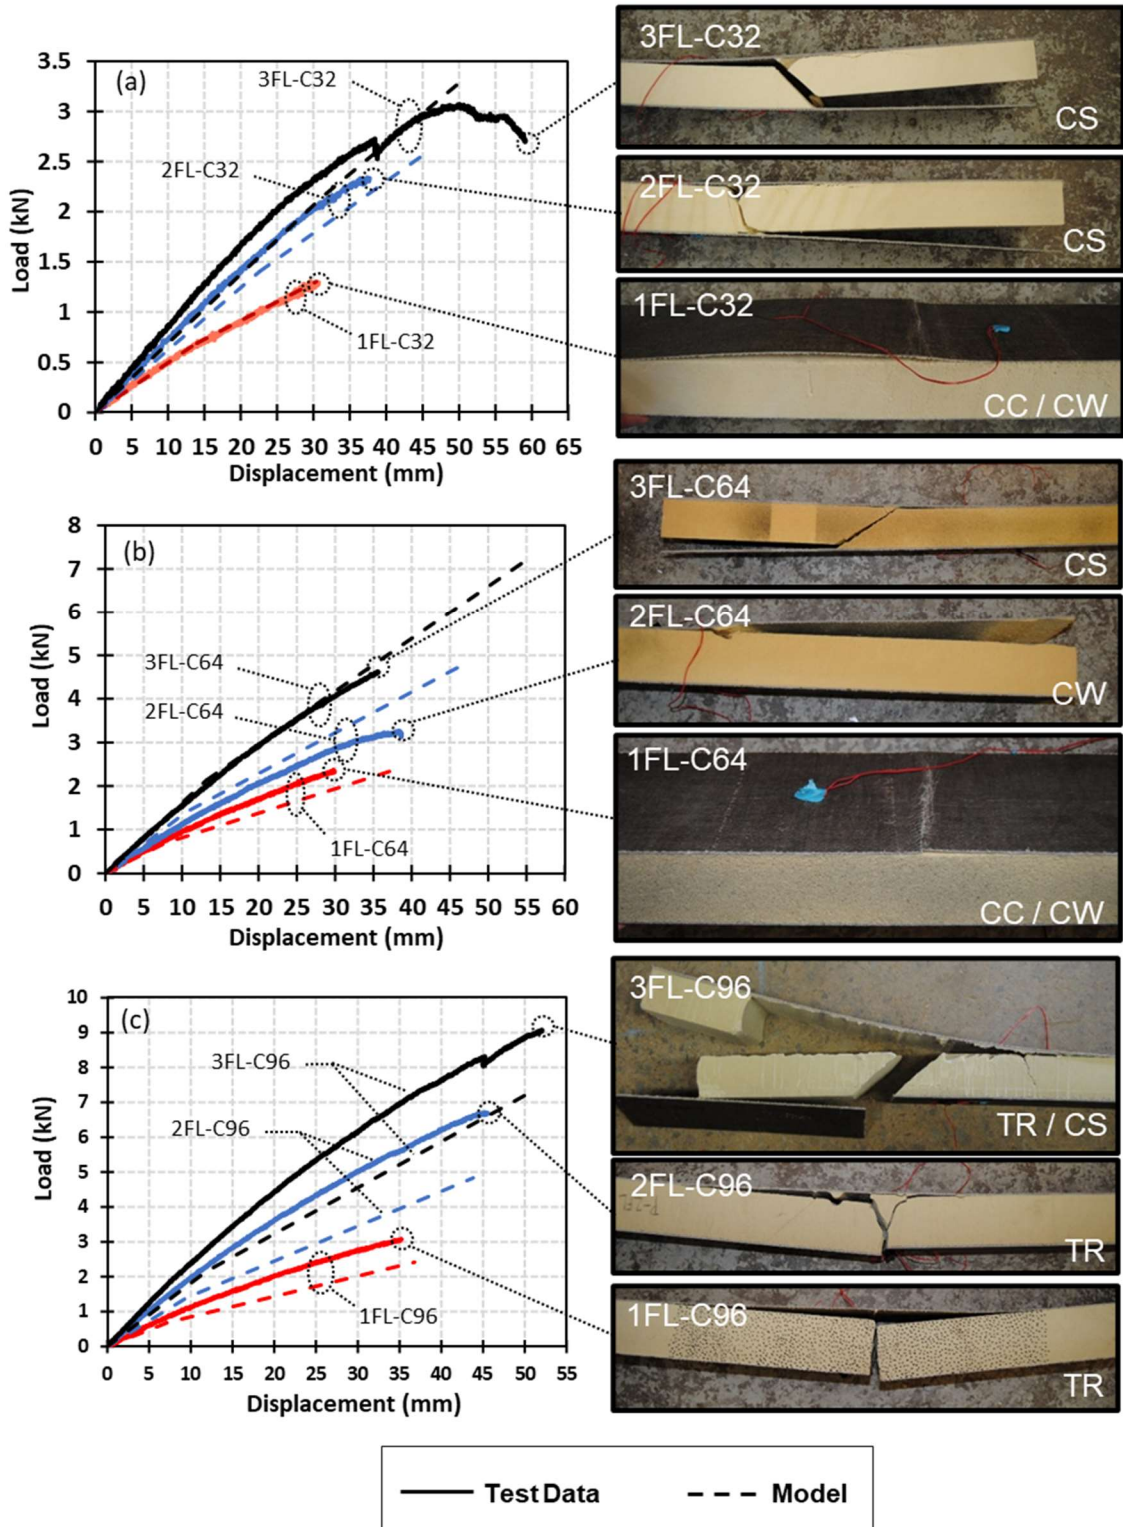 (a)
3.5
3
2.5
2
1.5
1
0.5
0
Load (kN)
3FL-C32
2FL-C32
1FL-C32
0 5 10 15 20 25 30 35 40 45 50 55 60 65
Displacement (mm)
3FL-C32
CS
2FL-C32
CS
1FL-C32
CC / CW
(b)
8
7
6
5
4
3
2
1
0
Load (kN)
3FL-C64
2FL-C64
1FL-C64
0 5 10 15 20 25 30 35 40 45 50 55 60
Displacement (mm)
3FL-C64
CS
2FL-C64
CW
1FL-C64
CC / CW
(c)
10
9
8
7
6
5
4
3
2
1
0
Load (kN)
3FL-C96
2FL-C96
1FL-C96
0 5 10 15 20 25 30 35 40 45 50 55
Displacement (mm)
3FL-C96
TR / CS
2FL-C96
TR
1FL-C96
TR
Test Data Model